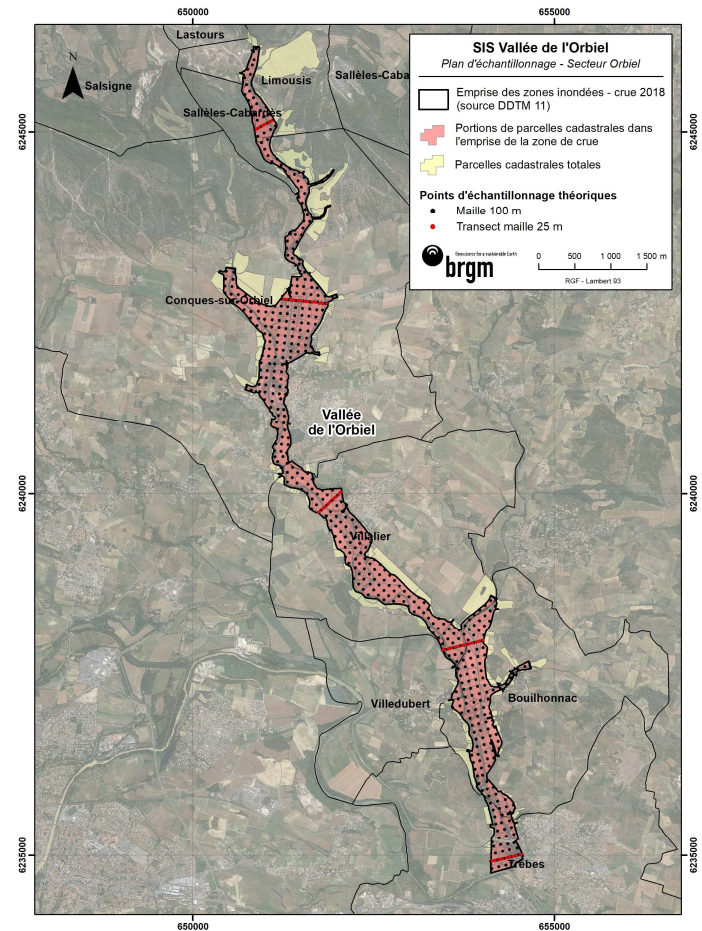 650000
655000
Lastours
N
Salsigne
Limousis
Sallèles-Caba
Sallèles-Cabardès
SIS Vallée de l'Orbiel
Plan d'échantillonnage - Secteur Orbiel
Emprise des zones inondées - crue 2018
(source DDTM 11)
Portions de parcelles cadastrales dans
l'emprise de la zone de crue
Parcelles cadastrales totales
Points d'échantillonnage théoriques
Maille 100 m
Transect maille 25 m
Geoscience for a sustainable Earth
brgm
0 500 1 000 1 500 m
RGF - Lambert 93
6245000
6245000
Conques-sur-Orbiel
Vallée
de l'Orbiel
6240000
6240000
Villalier
Villedubert
Bouilhonnac
6235000
6235000
Trèbes
650000
655000